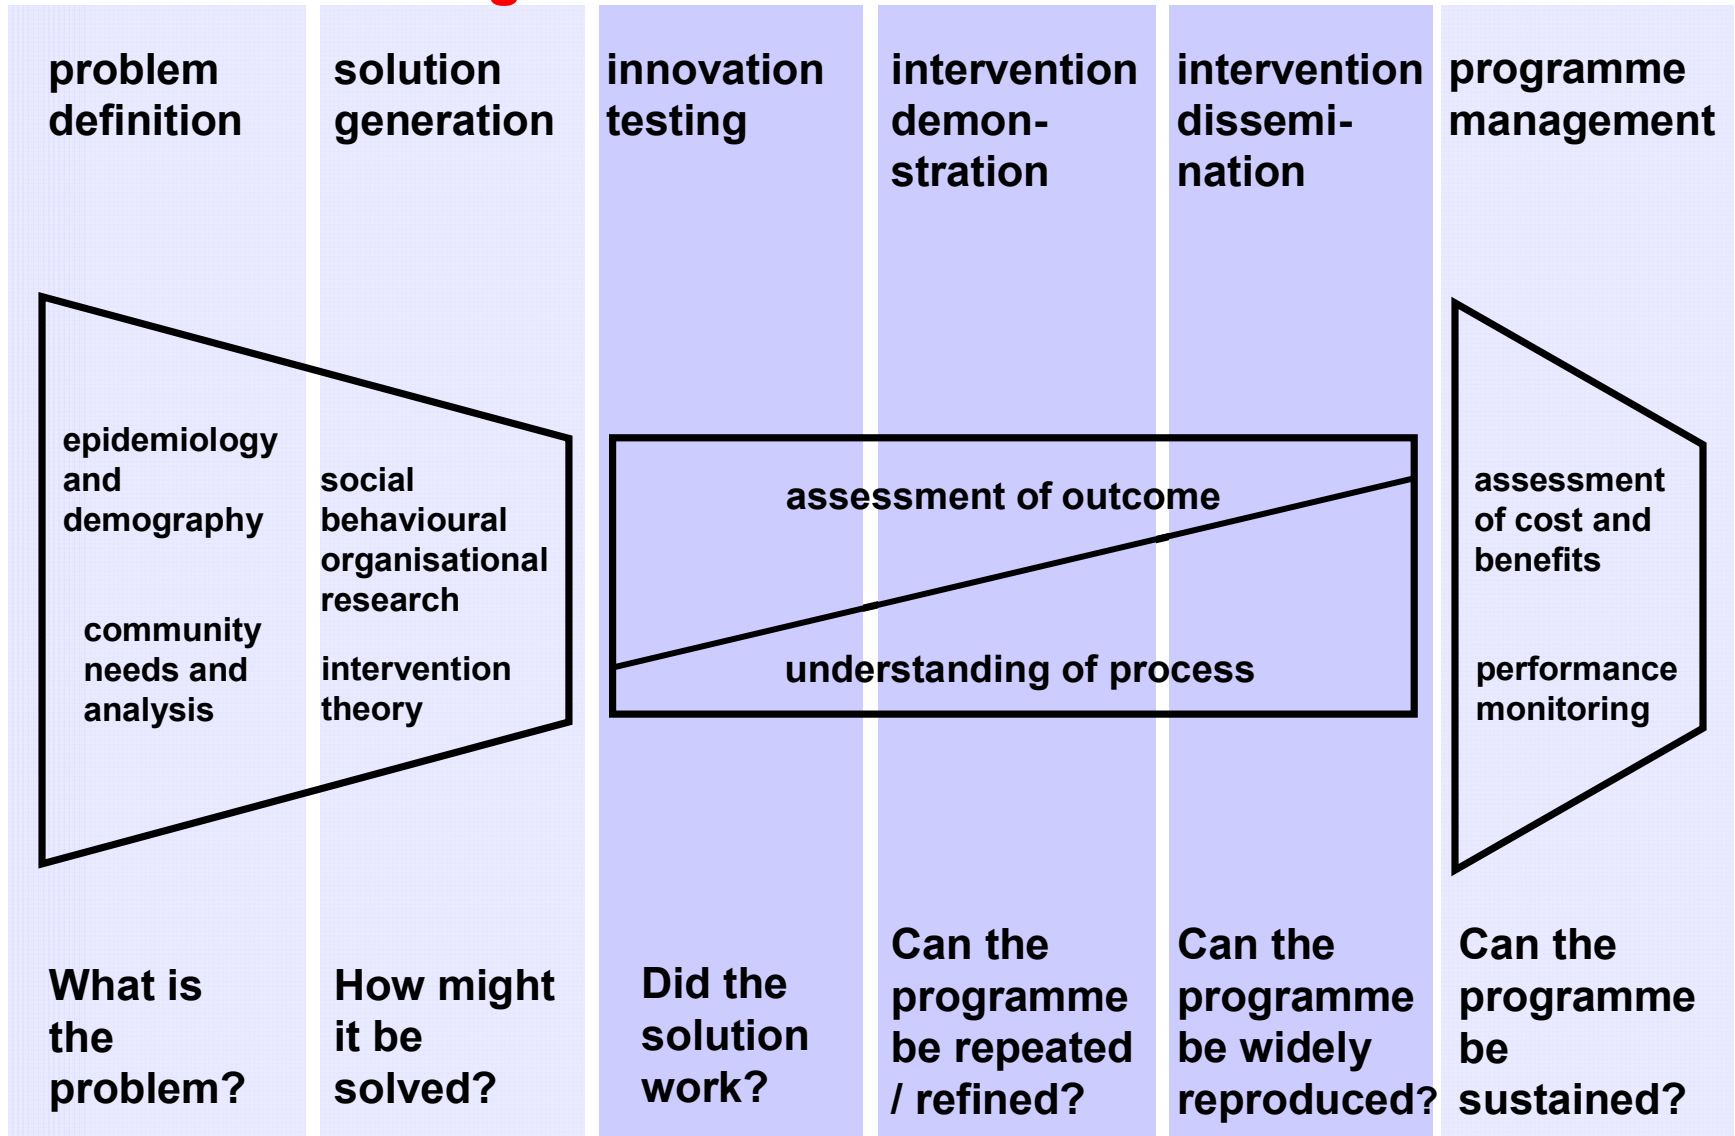 problem
definition
solution
generation
innovation
testing
intervention
demon-
stration
intervention
dissemi-
nation
programme
management
epidemiology
and
demography
community
needs and
analysis
social
behavioural
organisational
research
intervention
theory
assessment of outcome
understanding of process
assessment
of cost and
benefits
performance
monitoring
What is
the
problem?
How might
it be
solved?
Did the
solution
work?
Can the
programme
be repeated
/ refined?
Can the
programme
be widely
reproduced?
Can the
programme
be
sustained?